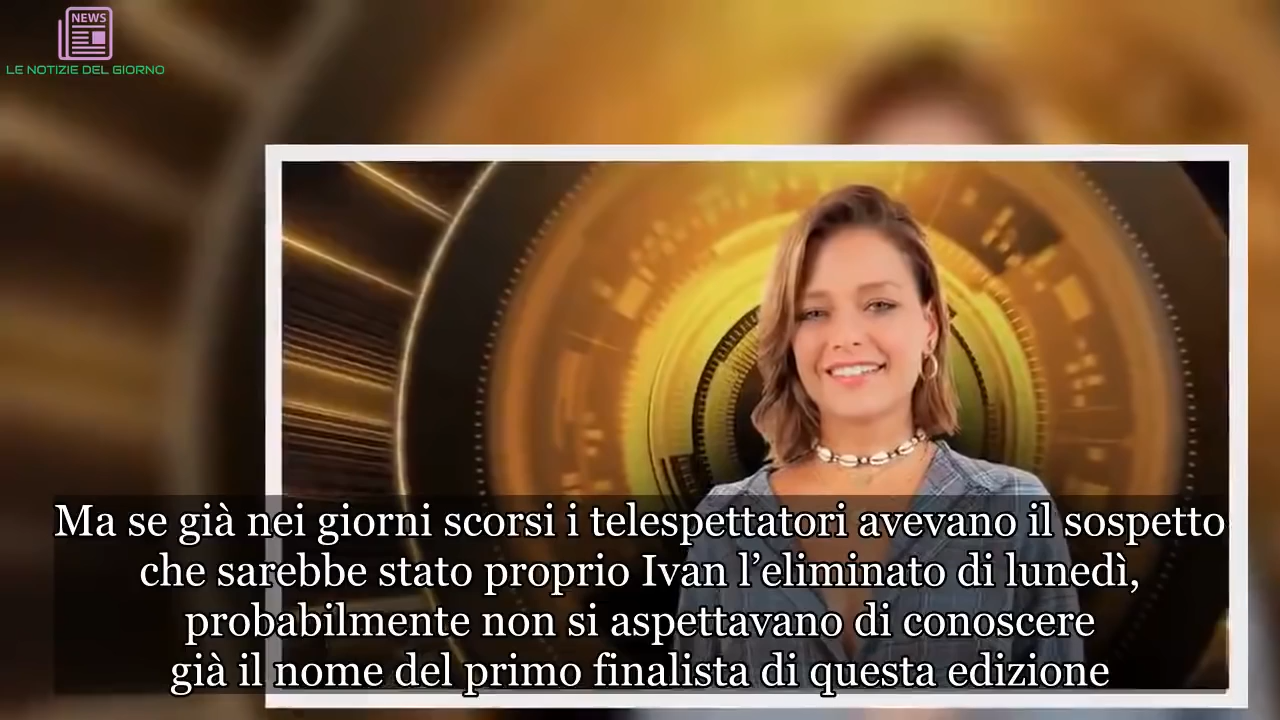 NEWS
LE NOTIZIE DEL GIORNO
Ma se già nei giorni scorsi i telespettatori avevano il sospetto
che sarebbe stato proprio Ivan l’eliminato di lunedì,
probabilmente non si aspettavano di conoscere
già il nome del primo finalista di questa edizione